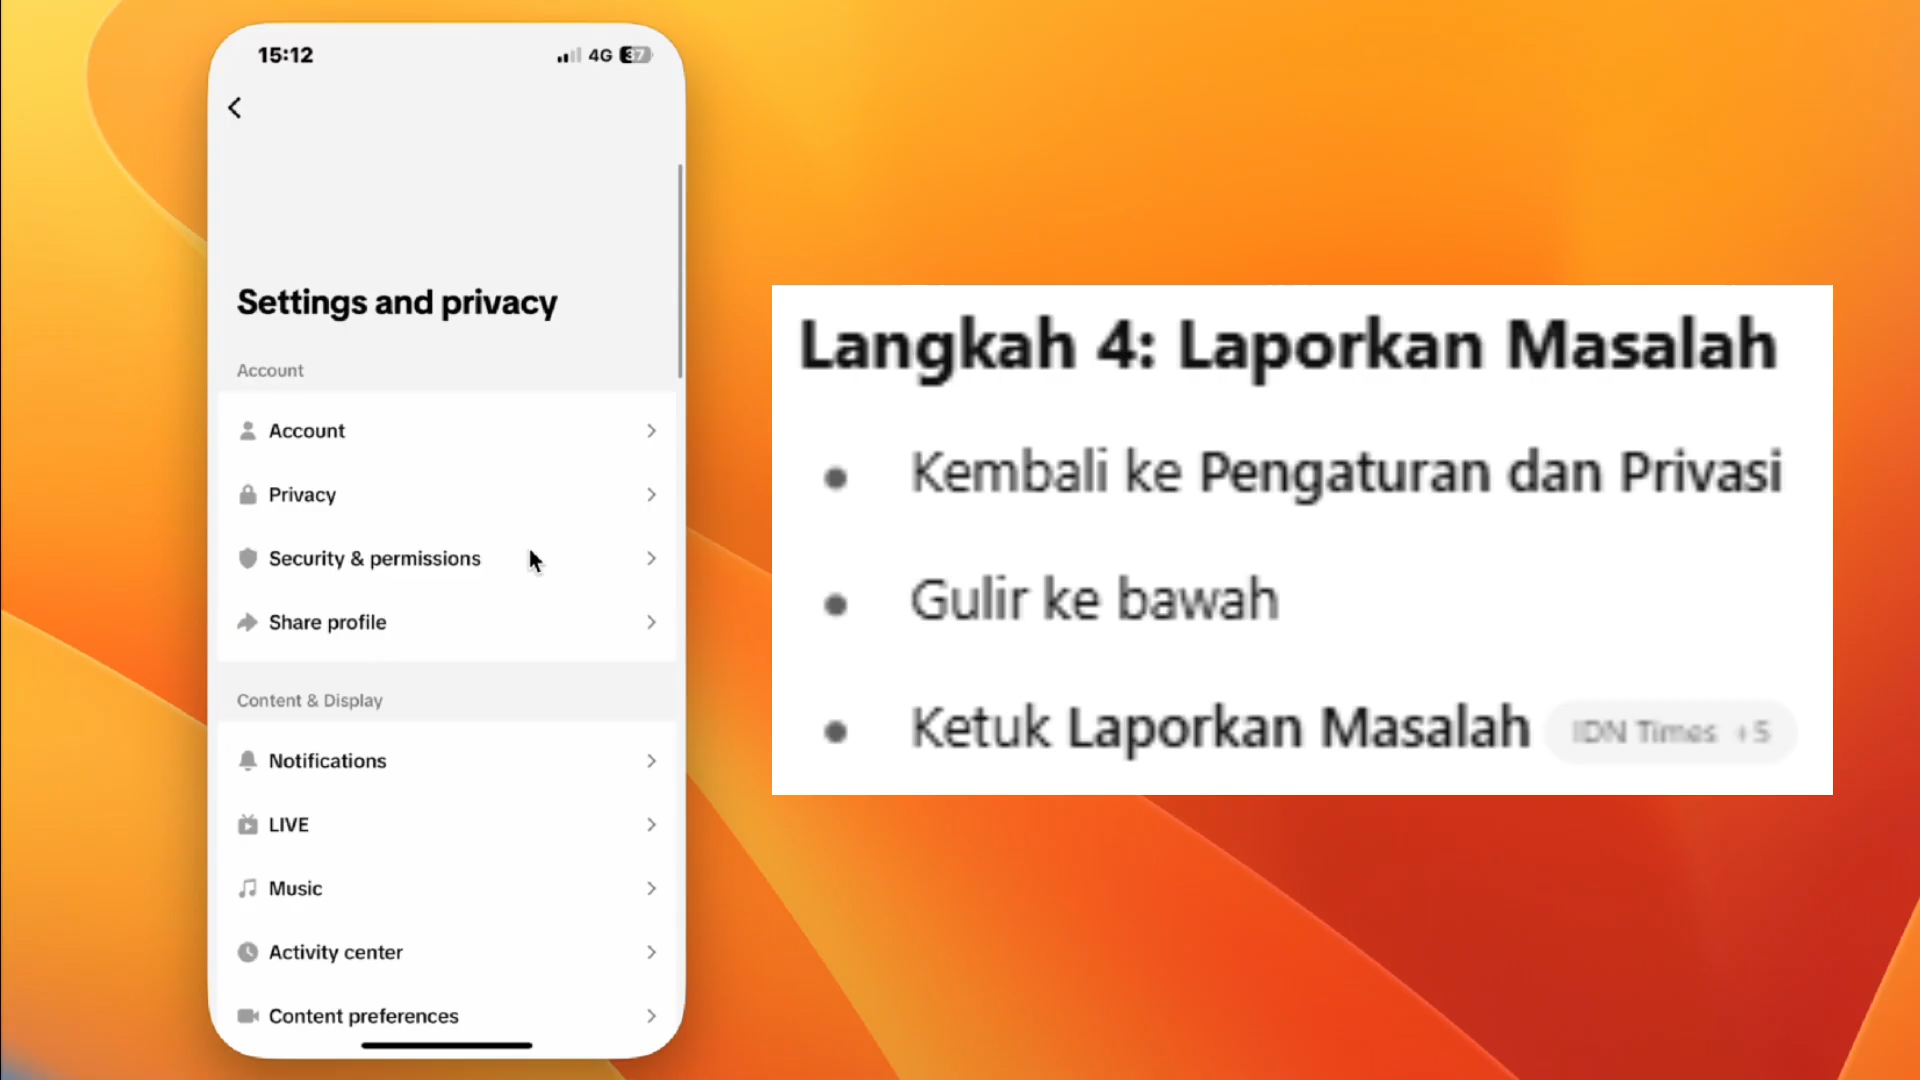 15:12
4G 37
Settings and privacy
Account
Account
Privacy
Security & permissions
Share profile
Content & Display
Notifications
LIVE
Music
Activity center
Content preferences
Langkah 4: Laporkan Masalah
• Kembali ke Pengaturan dan Privasi
• Gulir ke bawah
• Ketuk Laporkan Masalah IDN Times +5